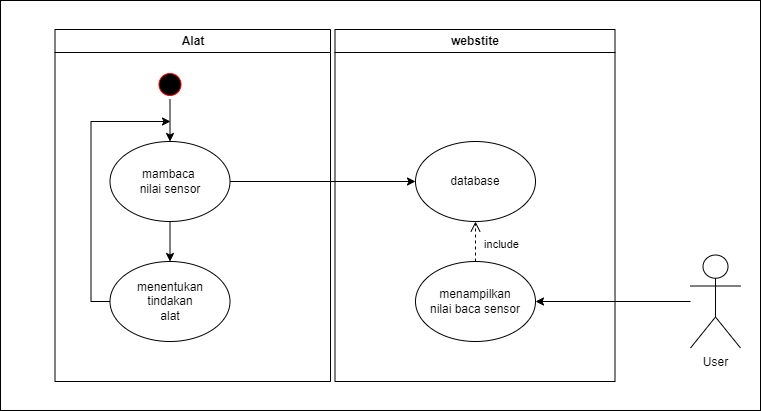 Alat
webstite
mambaca
nilai sensor
database
include
menentukan
tindakan
alat
menampilkan
nilai baca sensor
User